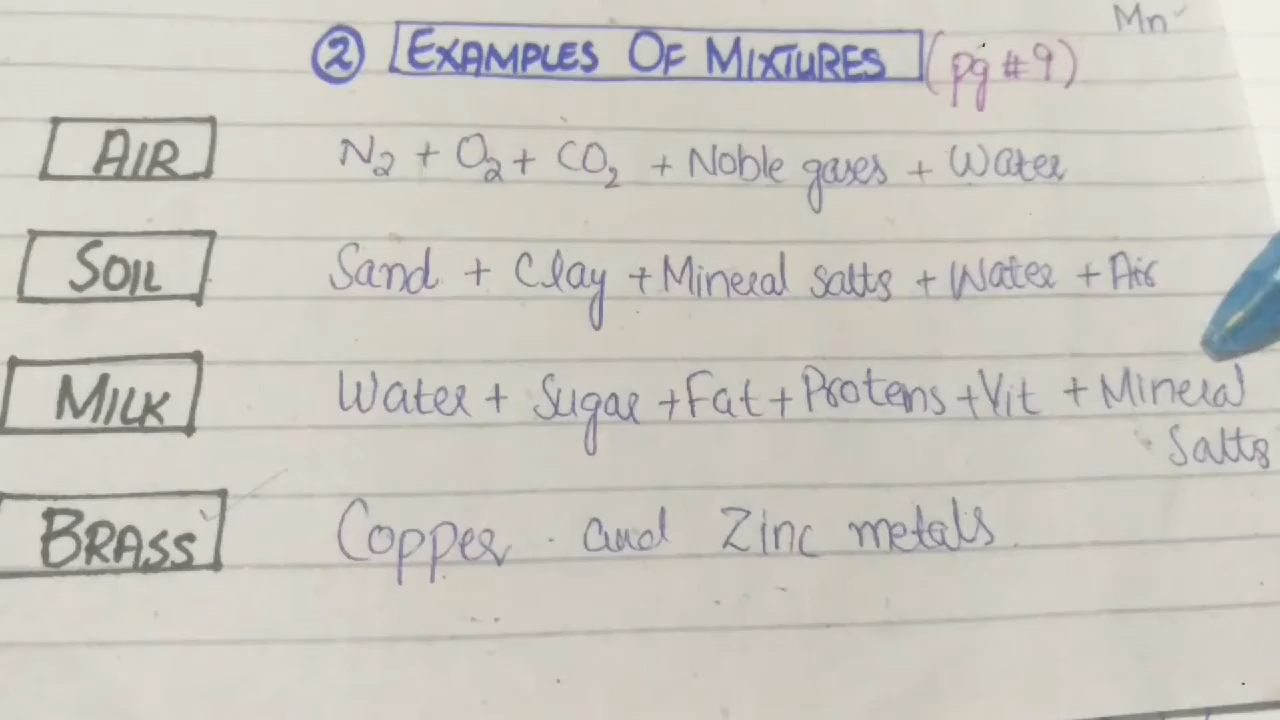 Mn
② EXAMPLES OF MIXTURES (pg #9)
AIR N₂ + O₂ + CO₂ + Noble gases + Water
SOIL Sand + Clay + Mineral salts + Water + Air
MILK Water + Sugar + Fat + Protens + Vit + Mineral
Salts
BRASS Copper and Zinc metals